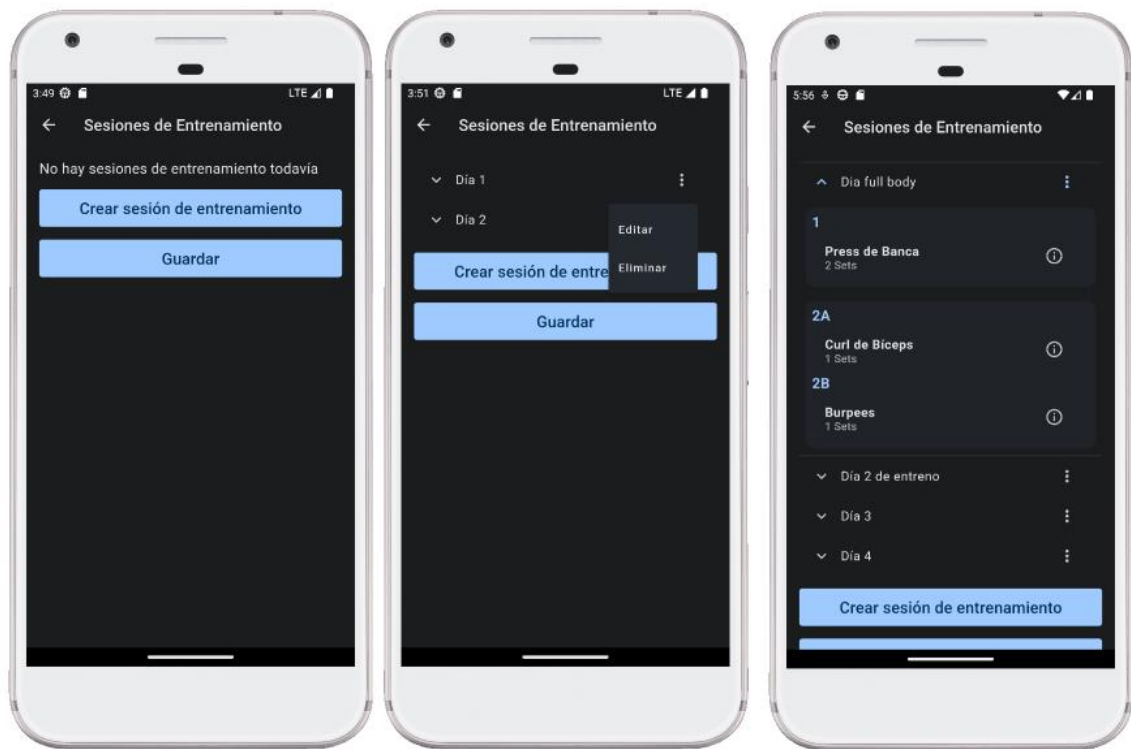 3:49
LTE
Sesiones de Entrenamiento
No hay sesiones de entrenamiento todavía
Crear sesión de entrenamiento
Guardar
3:51
LTE
Sesiones de Entrenamiento
Día 1
Día 2
Editar
Eliminar
Crear sesión de entre
Guardar
5:56
Sesiones de Entrenamiento
Dia full body
1
Press de Banca
2 Sets
2A
Curl de Bíceps
1 Sets
2B
Burpees
1 Sets
Día 2 de entreno
Día 3
Día 4
Crear sesión de entrenamiento